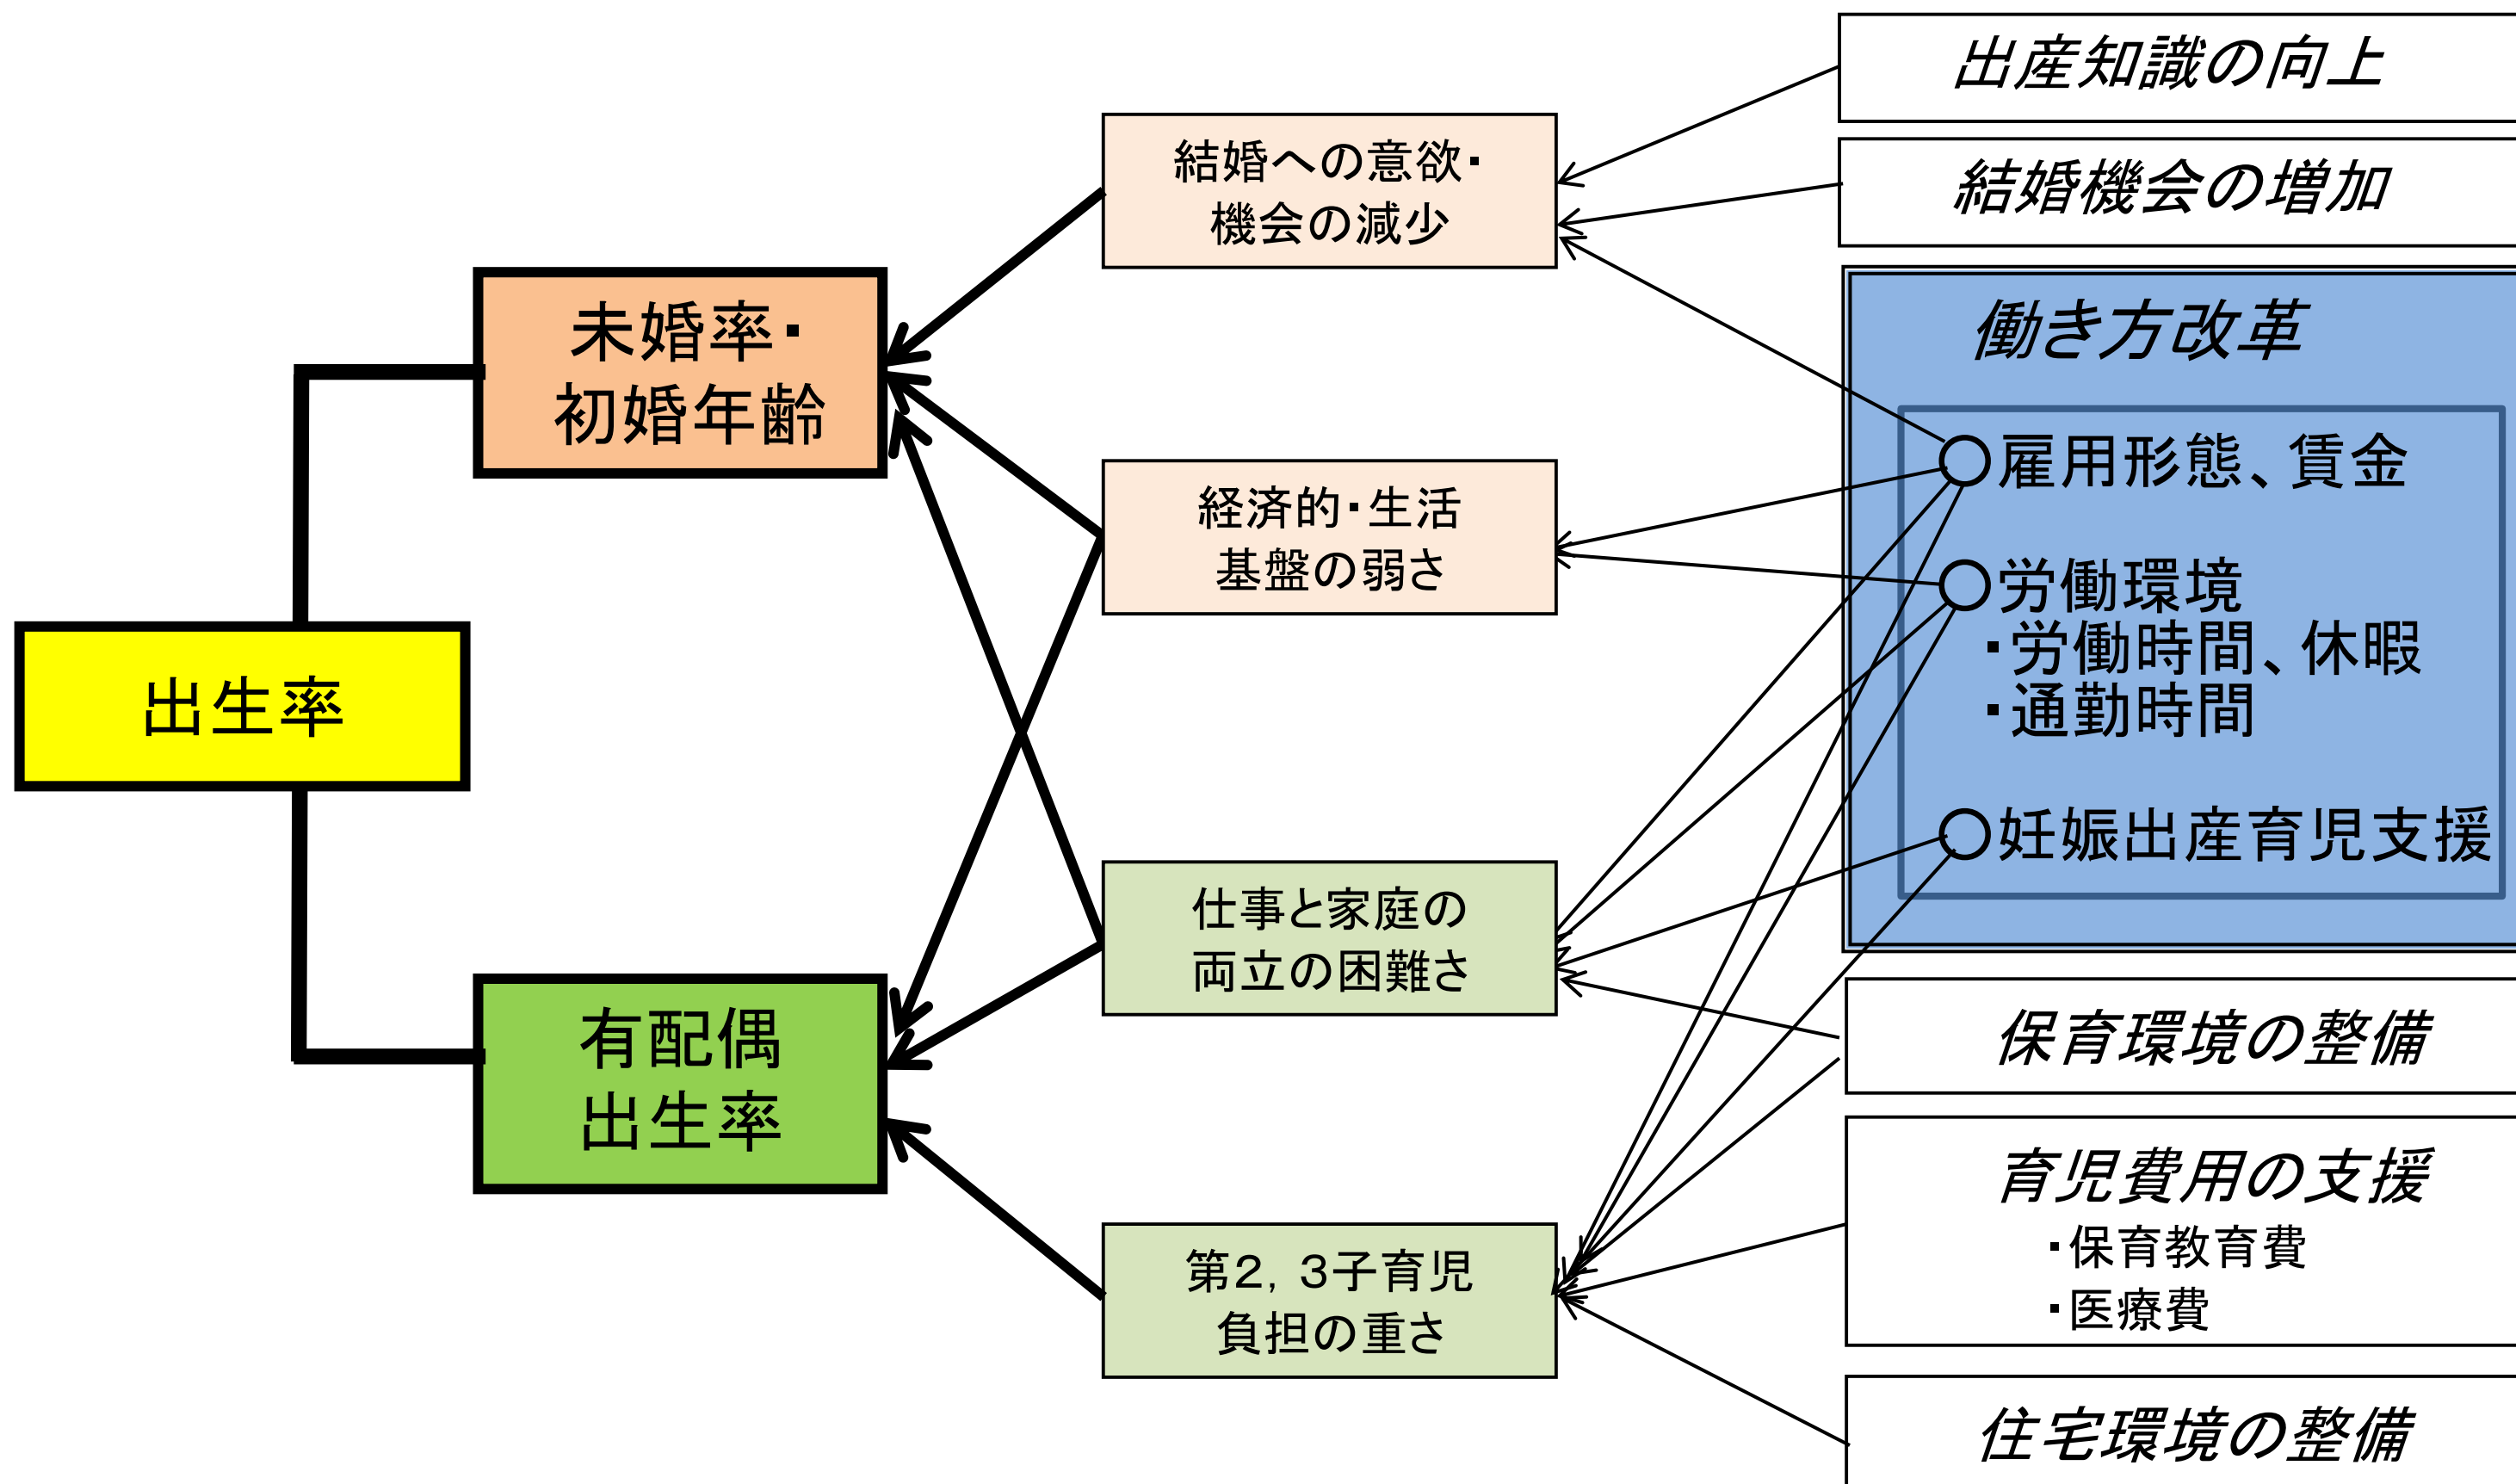 出生率
未婚率・
初婚年齢
有配偶
出生率
結婚への意欲・
機会の減少
経済的・生活
基盤の弱さ
仕事と家庭の
両立の困難さ
第２，３子育児
負担の重さ
出産知識の向上
結婚機会の増加
働き方改革
○雇用形態、賃金
○労働環境
・労働時間、休暇
・通勤時間
○妊娠出産育児支援
保育環境の整備
育児費用の支援
・保育教育費
・医療費
住宅環境の整備